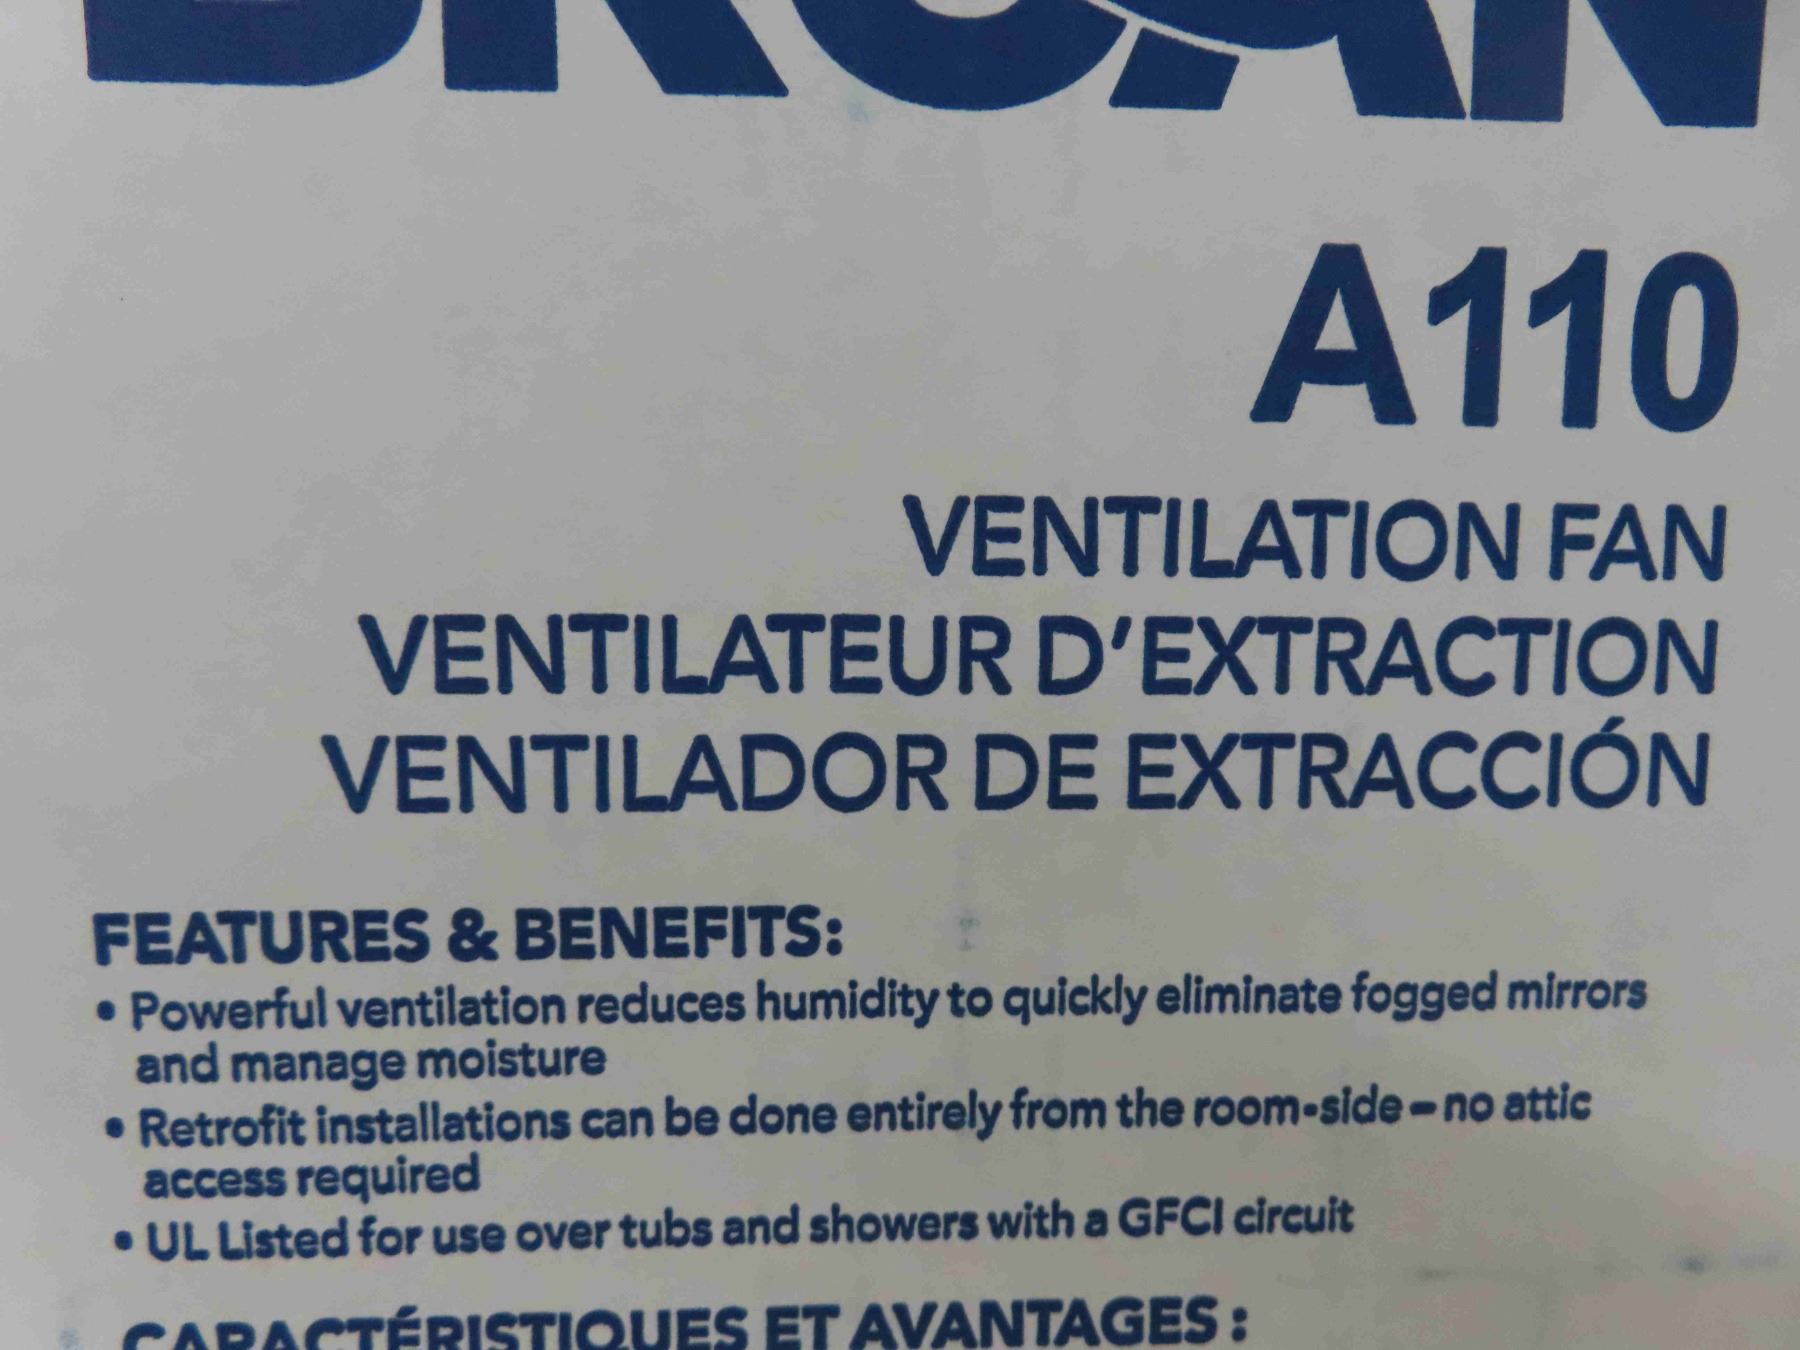 BROAN
A110
VENTILATION FAN
VENTILATEUR D'EXTRACTION
VENTILADOR DE EXTRACCIÓN
FEATURES & BENEFITS:
• Powerful ventilation reduces humidity to quickly eliminate fogged mirrors
and manage moisture
• Retrofit installations can be done entirely from the room-side – no attic
access required
• UL Listed for use over tubs and showers with a GFCI circuit
CARACTÉRISTIQUES ET AVANTAGES :